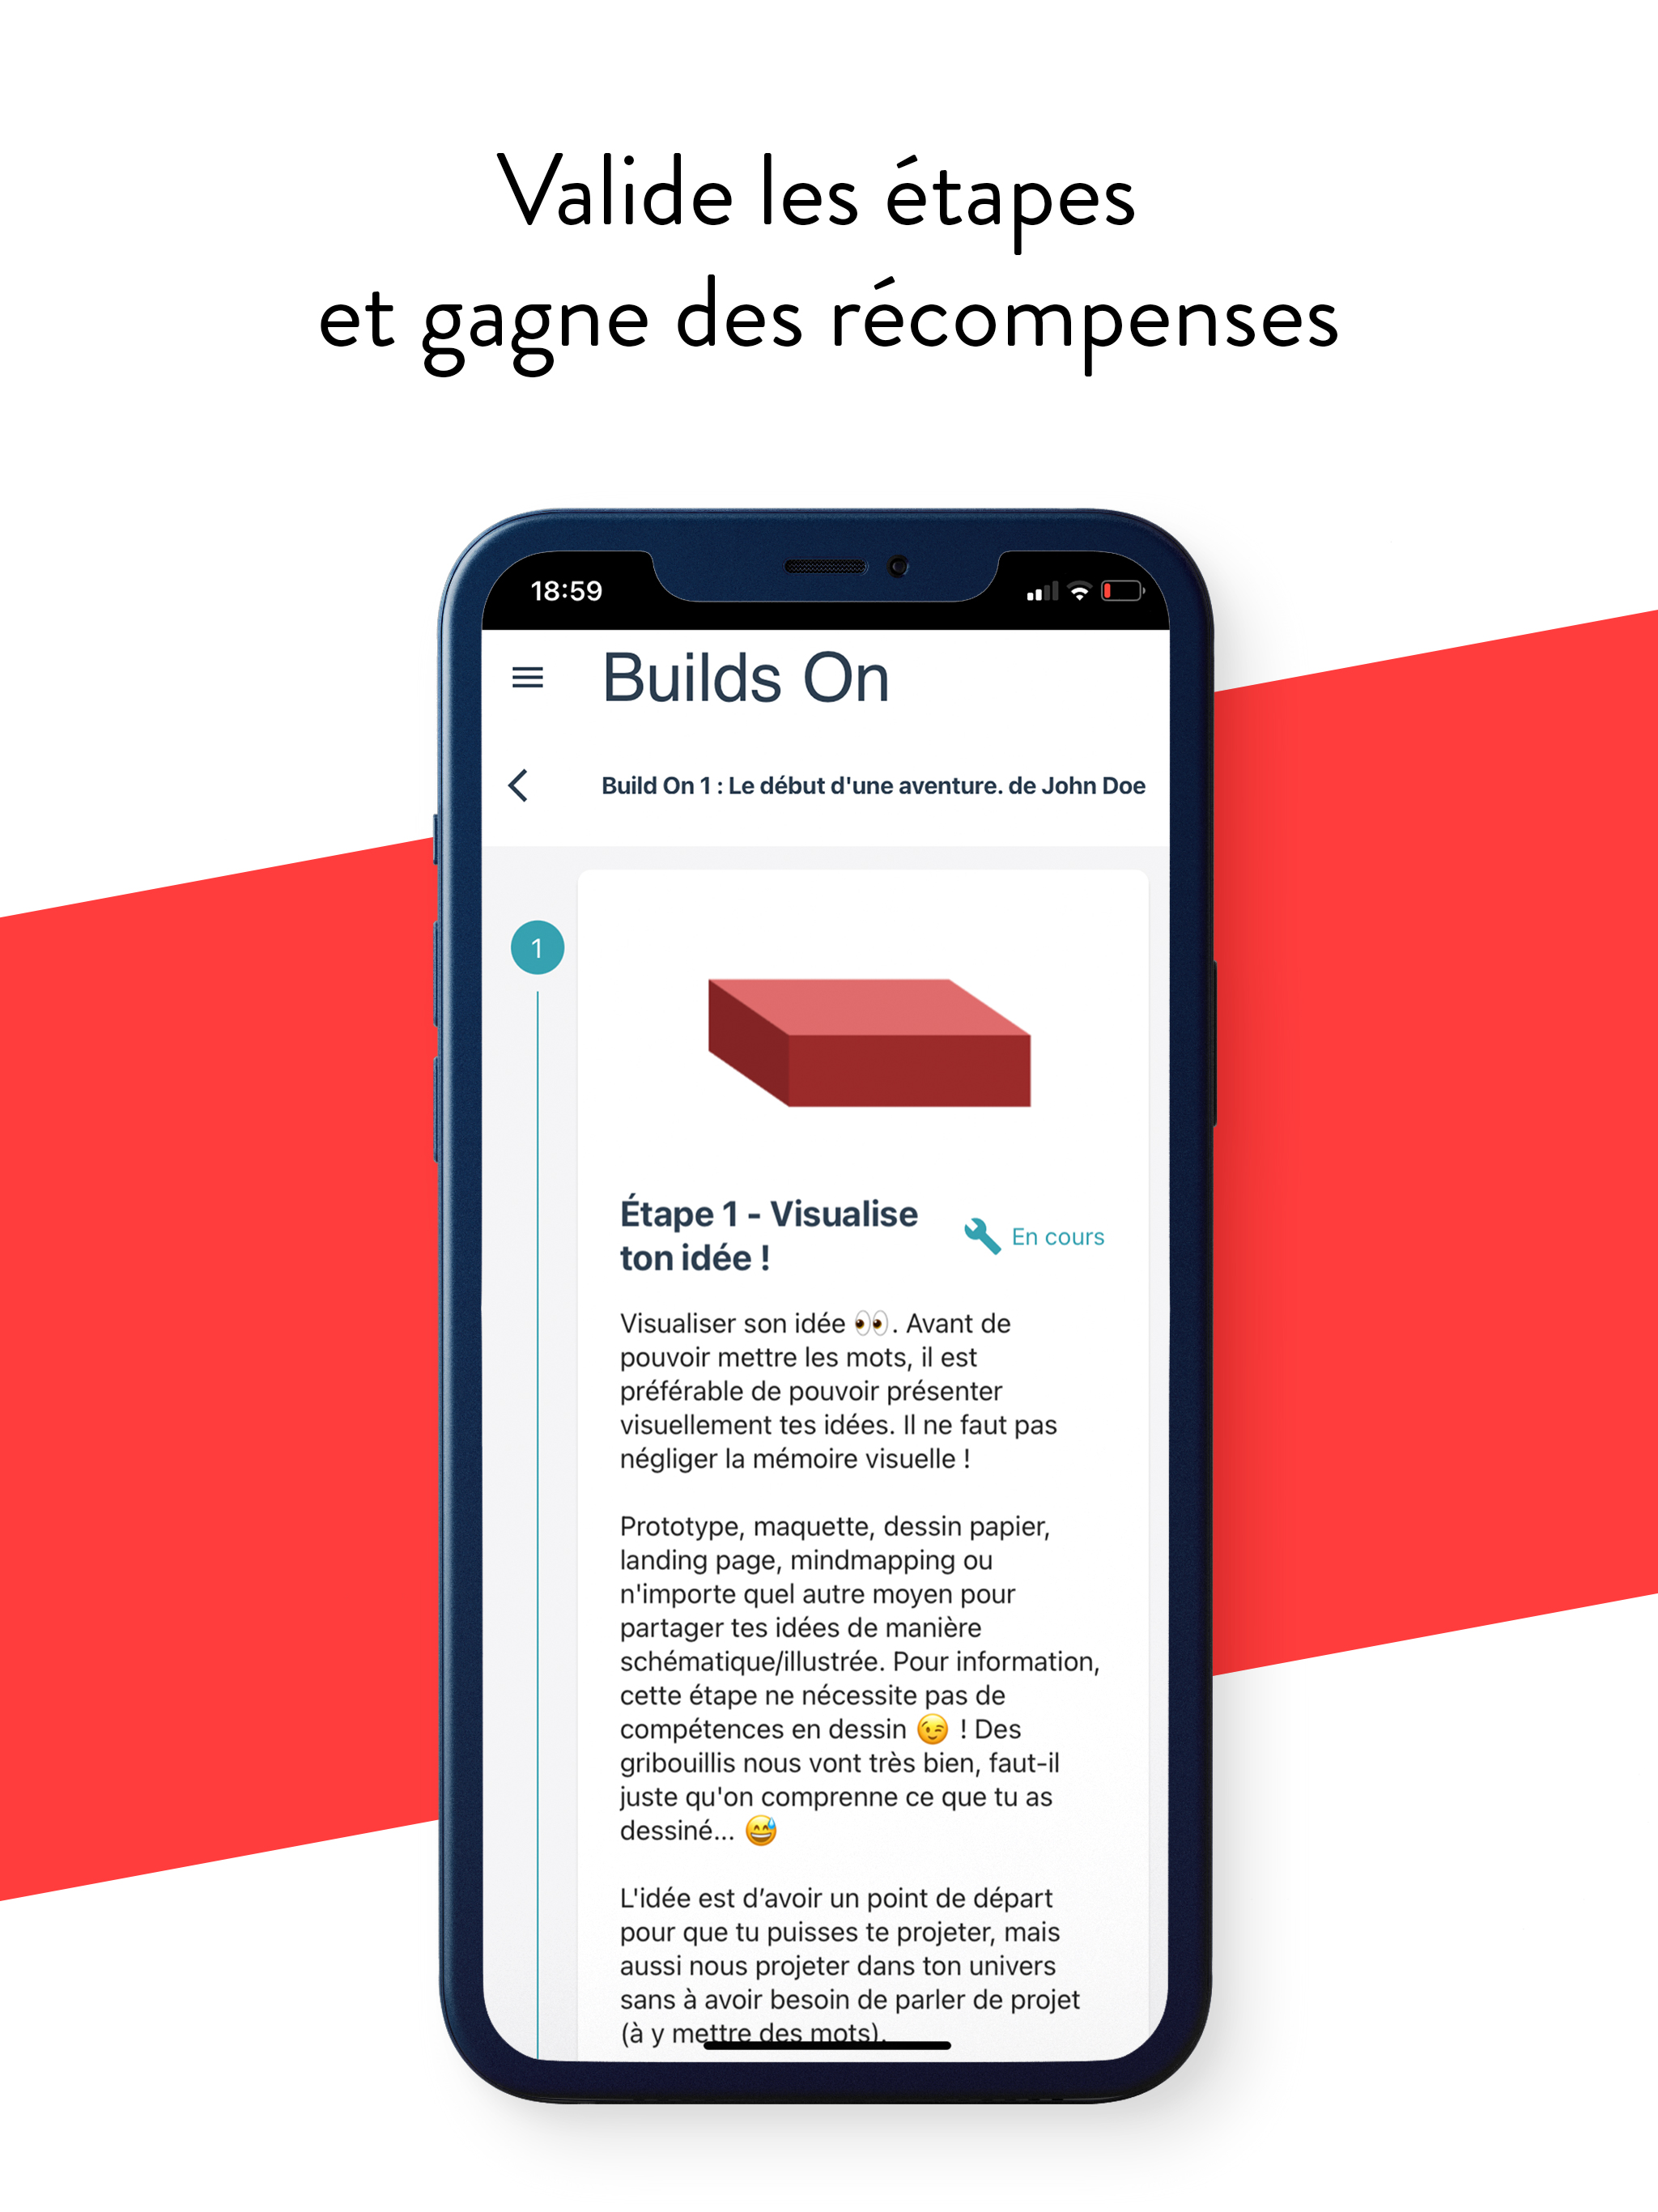 Valide les étapes
et gagne des récompenses
18:59
Builds On
Build On 1 : Le début d'une aventure. de John Doe
1
Étape 1 - Visualise
ton idée !
En cours
Visualiser son idée 👀. Avant de
pouvoir mettre les mots, il est
préférable de pouvoir présenter
visuellement tes idées. Il ne faut pas
négliger la mémoire visuelle !
Prototype, maquette, dessin papier,
landing page, mindmapping ou
n'importe quel autre moyen pour
partager tes idées de manière
schématique/illustrée. Pour information,
cette étape ne nécessite pas de
compétences en dessin 😉 ! Des
gribouillis nous vont très bien, faut-il
juste qu'on comprenne ce que tu as
dessiné... 😅
L'idée est d’avoir un point de départ
pour que tu puisses te projeter, mais
aussi nous projeter dans ton univers
sans à avoir besoin de parler de projet
(à y mettre des mots).